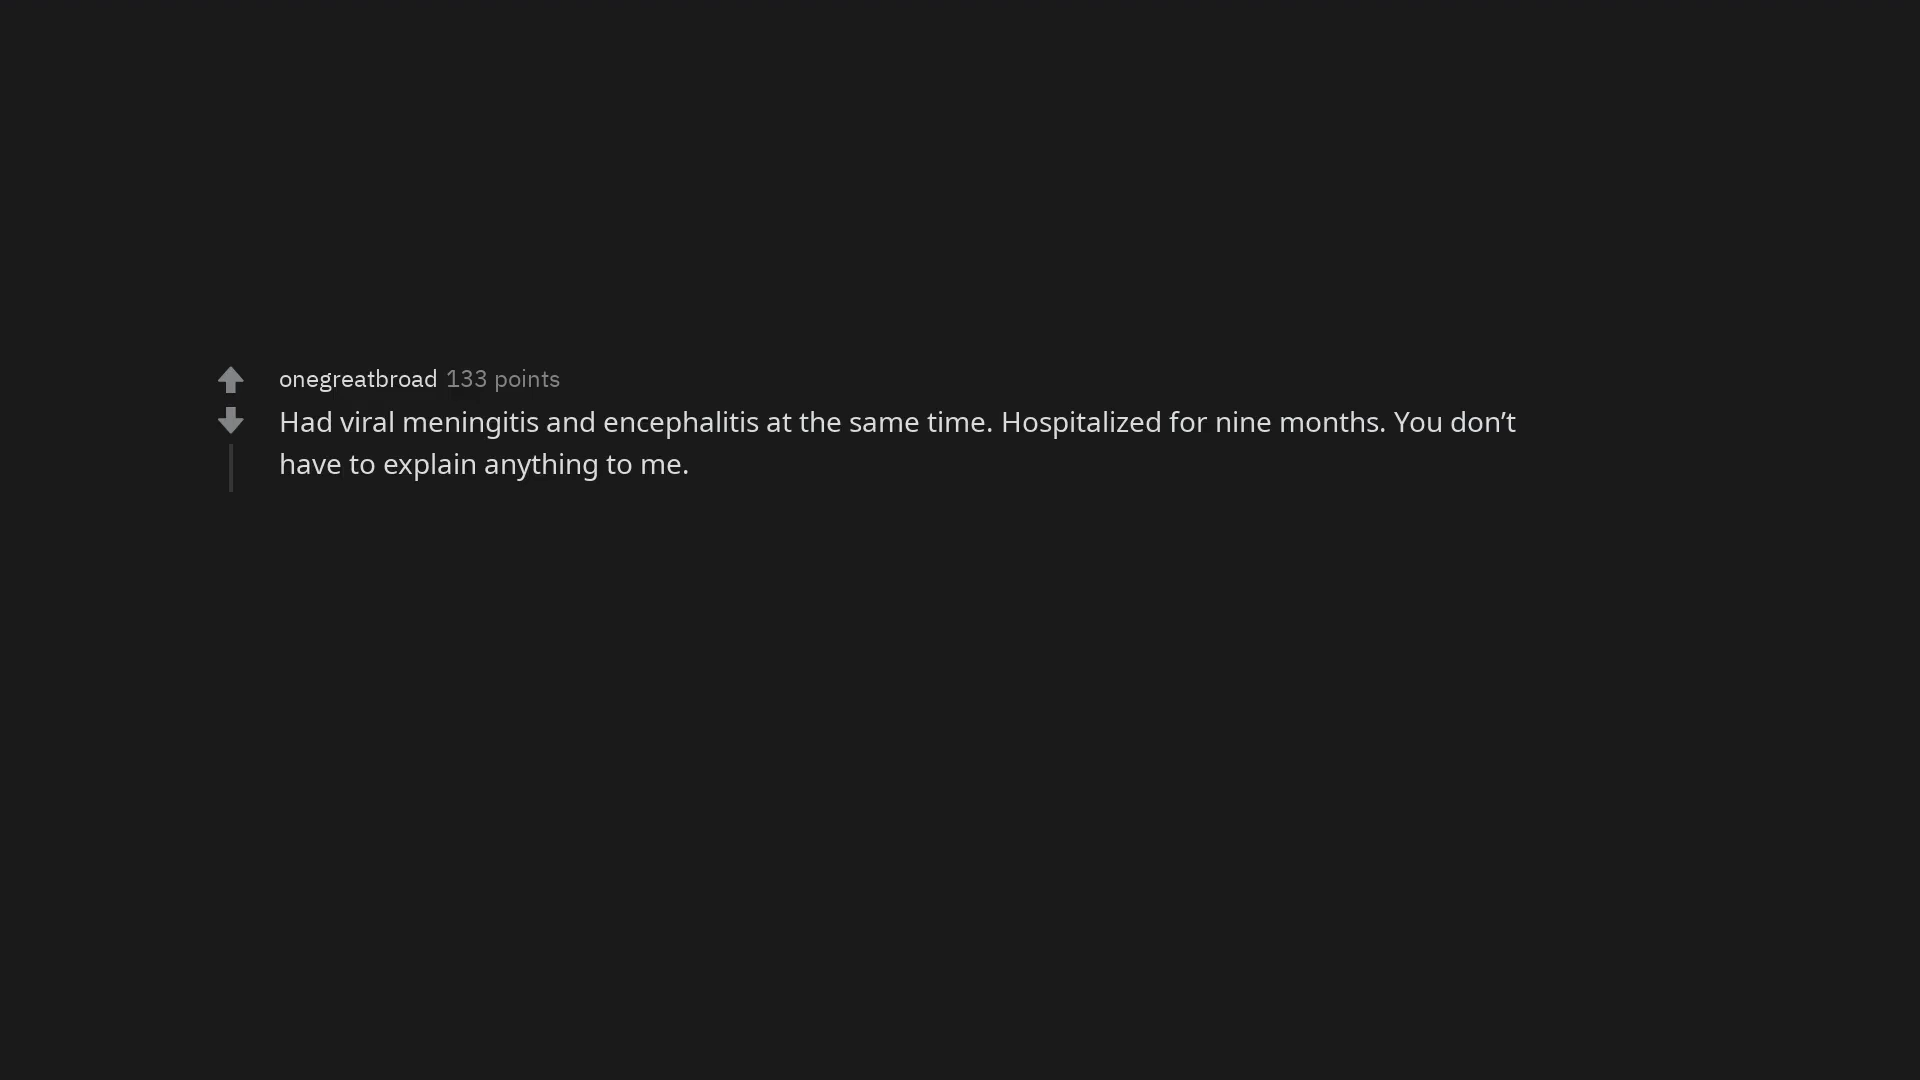 onegreatbroad 133 points
Had viral meningitis and encephalitis at the same time. Hospitalized for nine months. You don’t
have to explain anything to me.